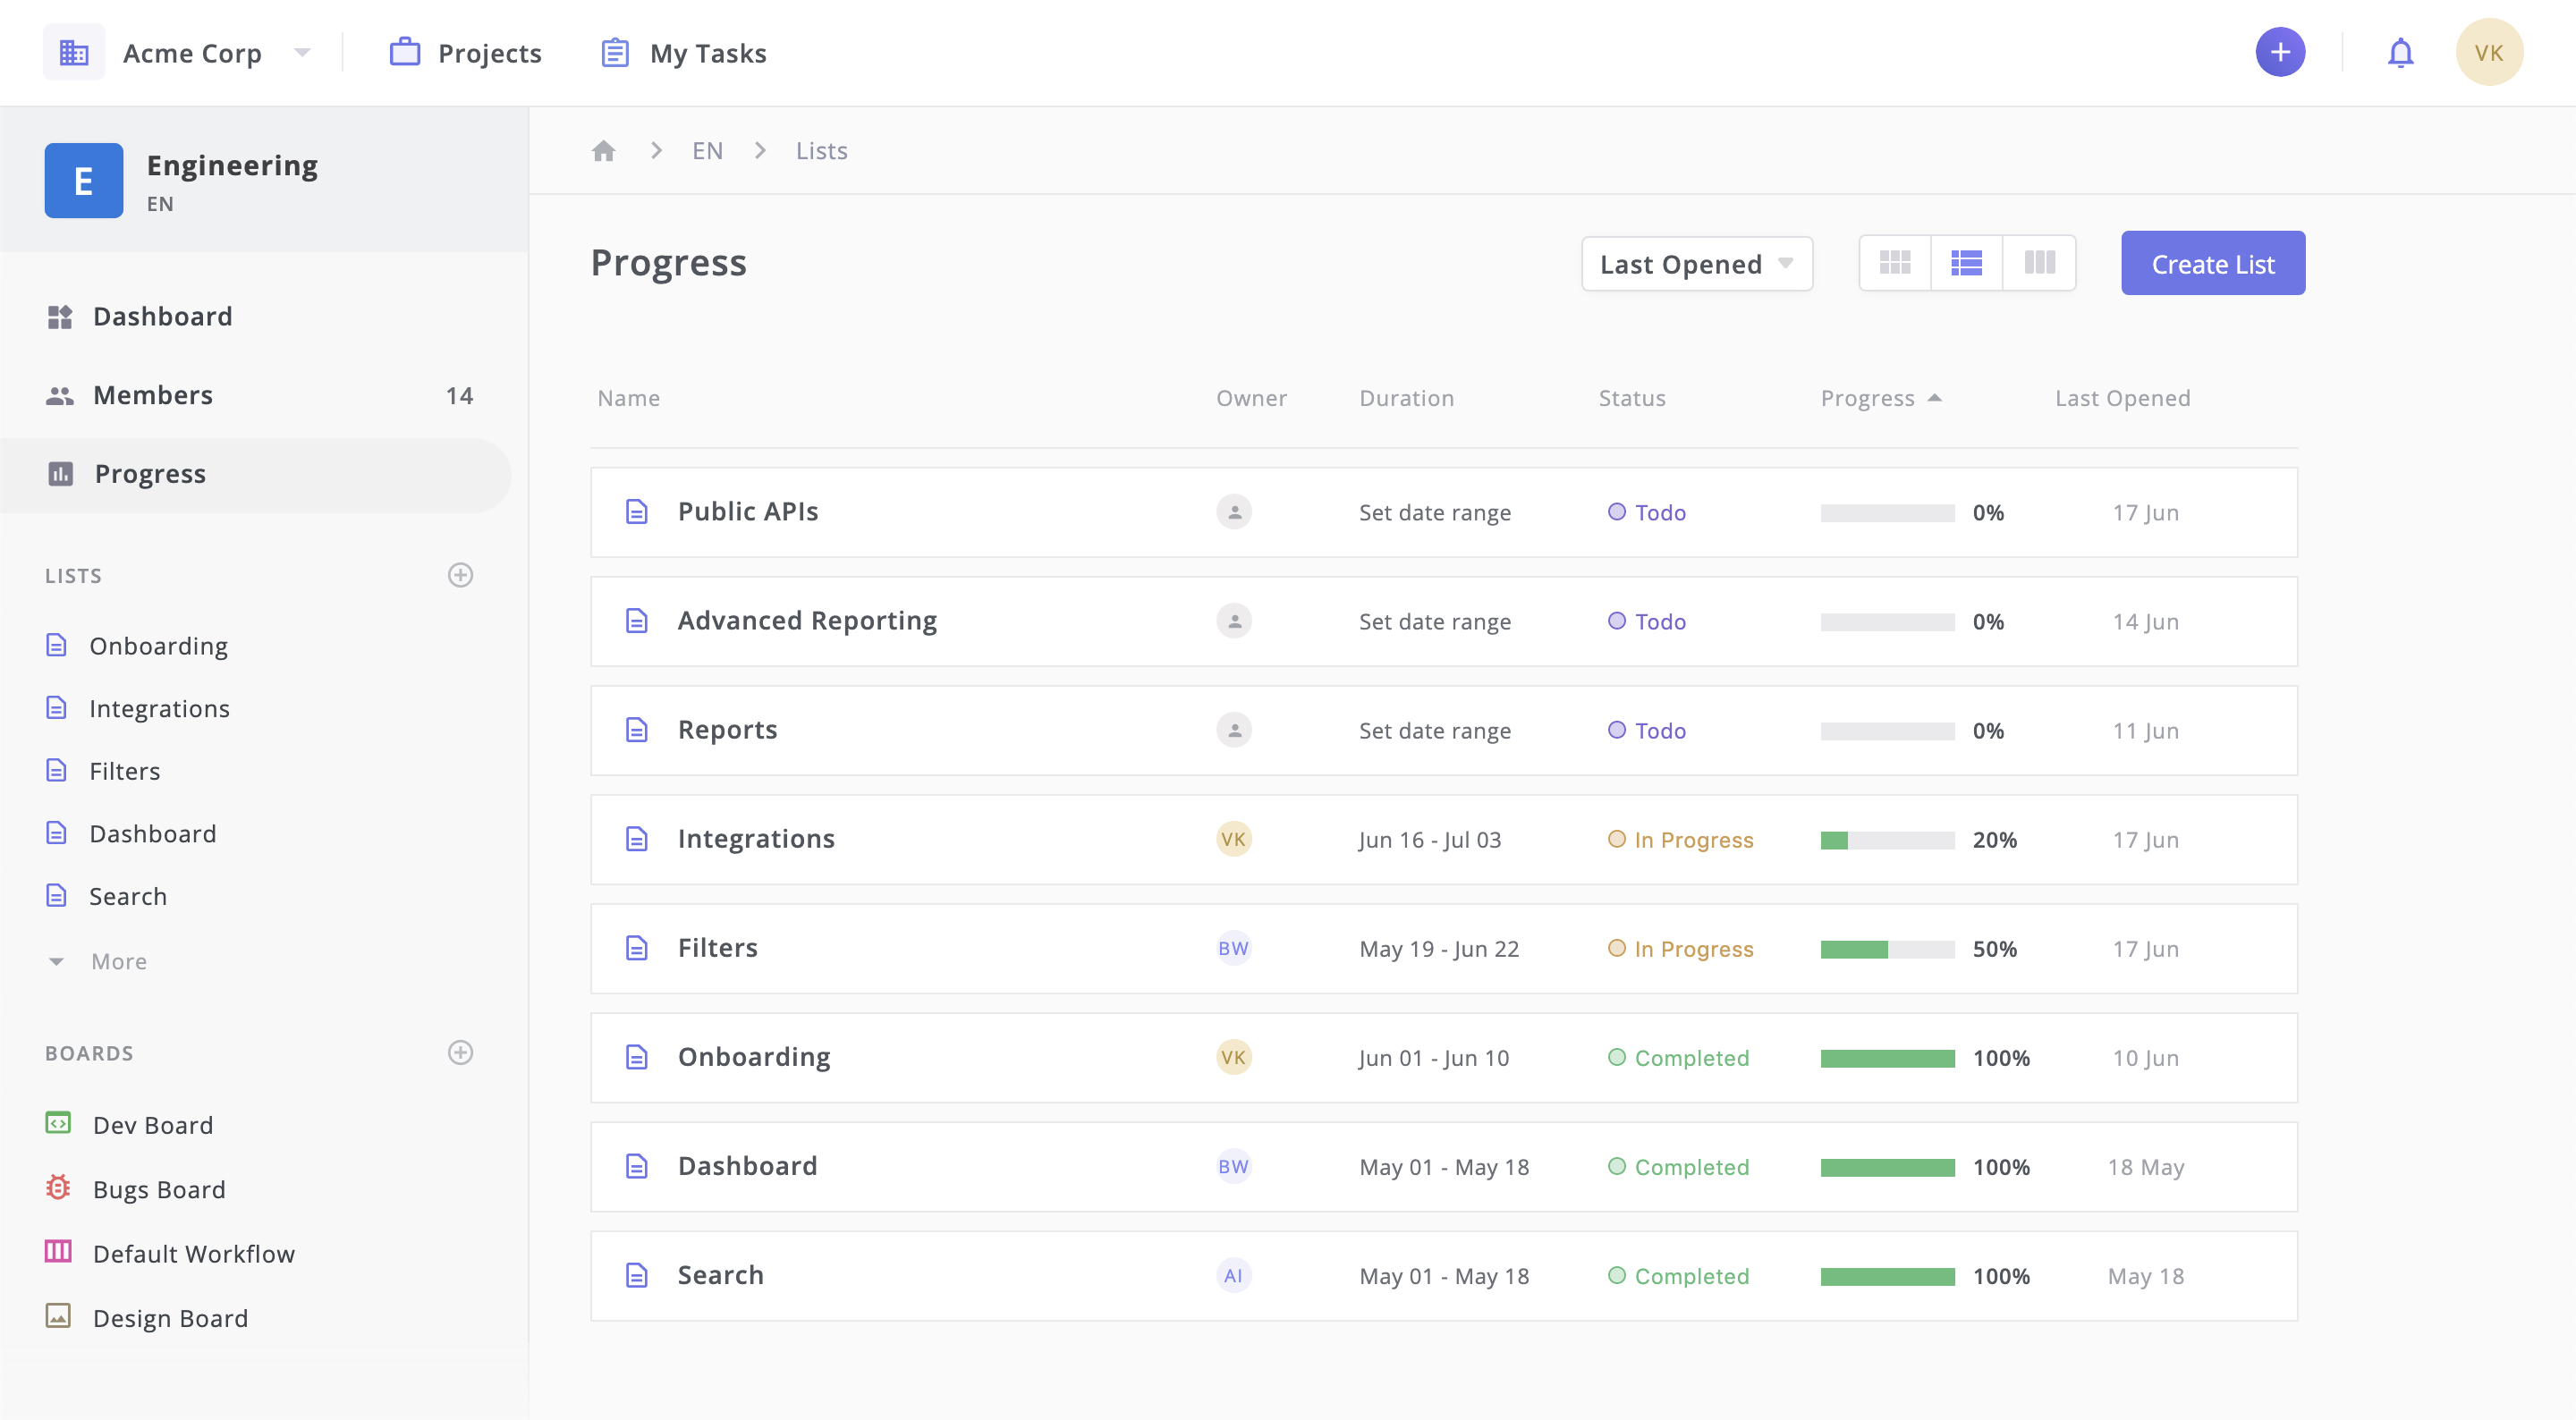 Acme Corp
Projects
My Tasks
+
VK
E
Engineering
EN
Dashboard
Members 14
Progress
LISTS
Onboarding
Integrations
Filters
Dashboard
Search
More
BOARDS
Dev Board
Bugs Board
Default Workflow
Design Board
EN
Lists
Progress
Last Opened
Create List
Name Owner Duration Status Progress Last Opened
Public APIs Set date range Todo 0% 17 Jun
Advanced Reporting Set date range Todo 0% 14 Jun
Reports Set date range Todo 0% 11 Jun
Integrations VK Jun 16 - Jul 03 In Progress 20% 17 Jun
Filters BW May 19 - Jun 22 In Progress 50% 17 Jun
Onboarding VK Jun 01 - Jun 10 Completed 100% 10 Jun
Dashboard BW May 01 - May 18 Completed 100% 18 May
Search AI May 01 - May 18 Completed 100% May 18